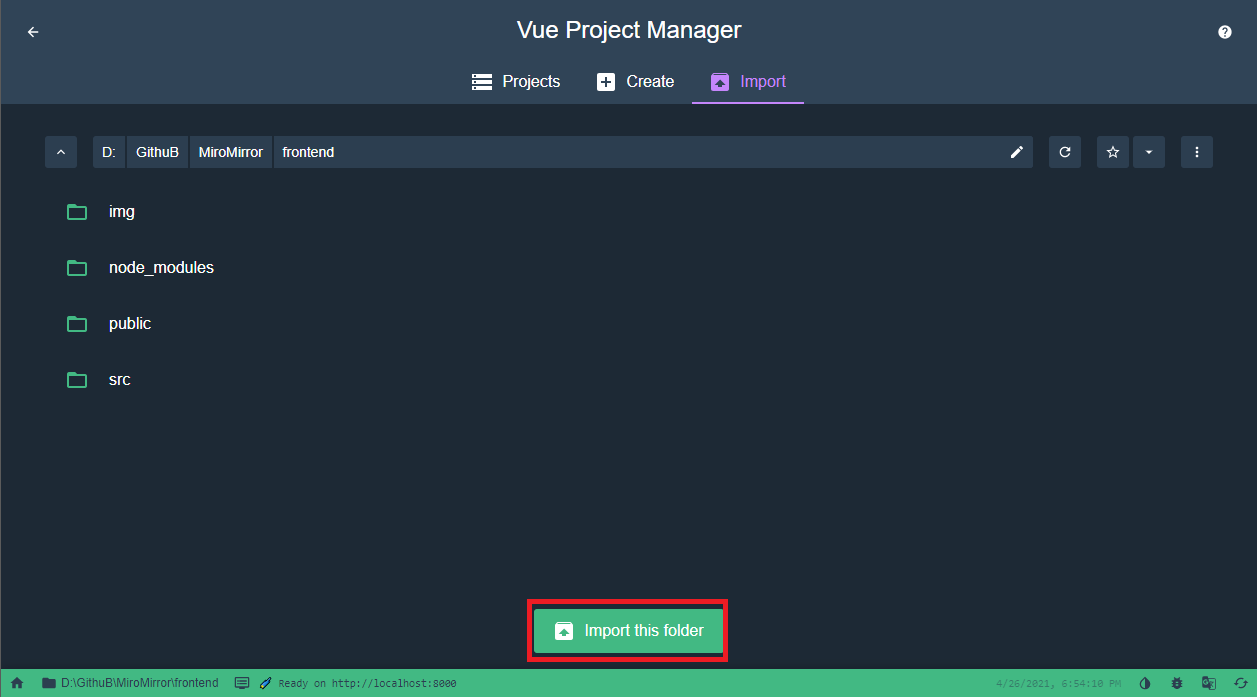 Vue Project Manager
Projects Create Import
D: GithuB MiroMirror frontend
img
node_modules
public
src
Import this folder
D:\GithuB\MiroMirror\frontend Ready on http://localhost:8000 4/26/2021, 6:54:10 PM